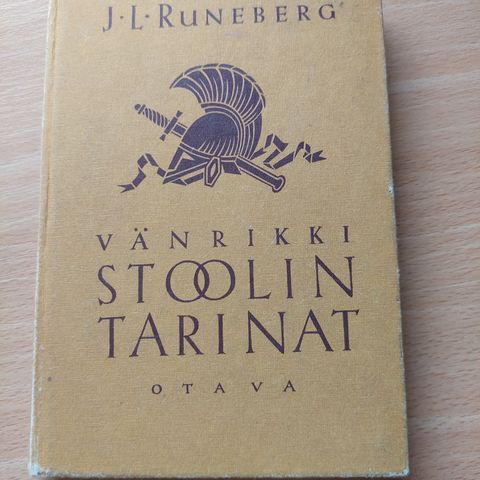 J·L·RUNEBERG
VÄNRIKKI
STOOLIN
TARINAT
OTAVA